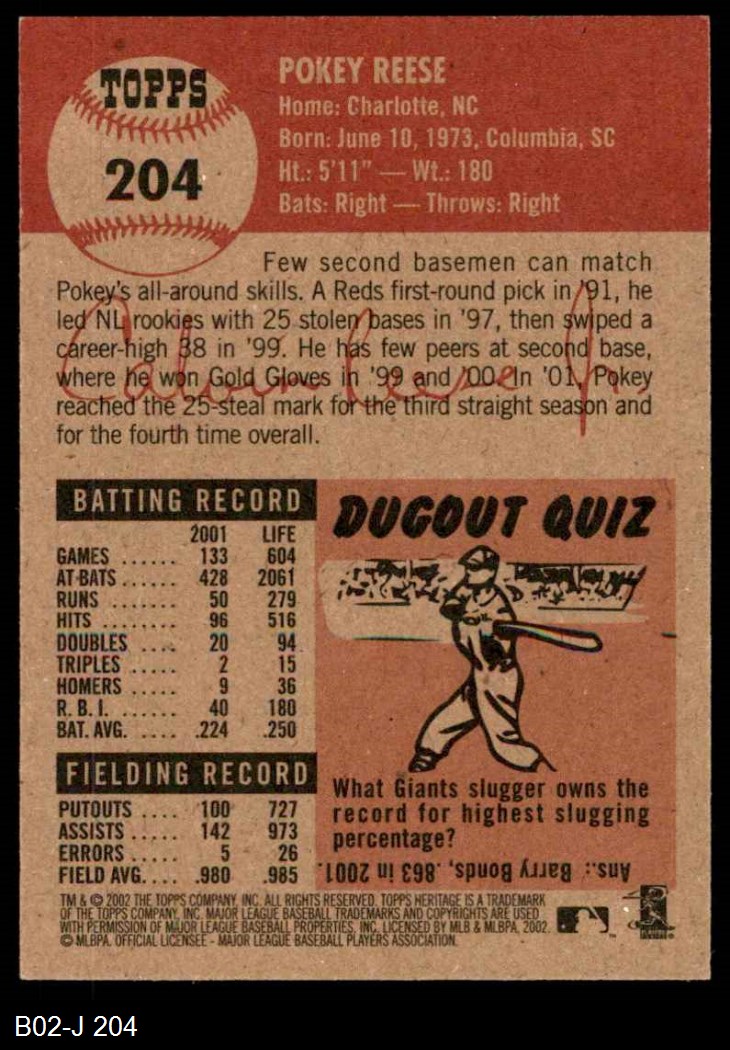 TOPPS
204
POKEY REESE
Home: Charlotte, NC
Born: June 10, 1973, Columbia, SC
Ht.: 5'11" — Wt.: 180
Bats: Right — Throws: Right
Few second basemen can match
Pokey's all-around skills. A Reds first-round pick in '91, he
led NL rookies with 25 stolen bases in '97, then swiped a
career-high 38 in '99. He has few peers at second base,
where he won Gold Gloves in '99 and '00. In '01, Pokey
reached the 25-steal mark for the third straight season and
for the fourth time overall.
Calvin Reese Jr.
BATTING RECORD
2001 LIFE
GAMES ...... 133 604
AT-BATS ...... 428 2061
RUNS ....... 50 279
HITS ........ 96 516
DOUBLES .... 20 94
TRIPLES ..... 2 15
HOMERS ..... 9 36
R.B.I. ...... 40 180
BAT. AVG. .... .224 .250
FIELDING RECORD
PUTOUTS .... 100 727
ASSISTS ..... 142 973
ERRORS ..... 5 26
FIELD AVG. ... .980 .985
DUGOUT QUIZ
What Giants slugger owns the
record for highest slugging
percentage?
Ans.: Barry Bonds, .863 in 2001.
TM & © 2002 THE TOPPS COMPANY, INC. ALL RIGHTS RESERVED. TOPPS HERITAGE IS A TRADEMARK
OF THE TOPPS COMPANY, INC. MAJOR LEAGUE BASEBALL TRADEMARKS AND COPYRIGHTS ARE USED
WITH PERMISSION OF MAJOR LEAGUE BASEBALL PROPERTIES, INC. LICENSED BY MLB & MLBPA, 2002.
© MLBPA. OFFICIAL LICENSEE - MAJOR LEAGUE BASEBALL PLAYERS ASSOCIATION.
B02-J 204